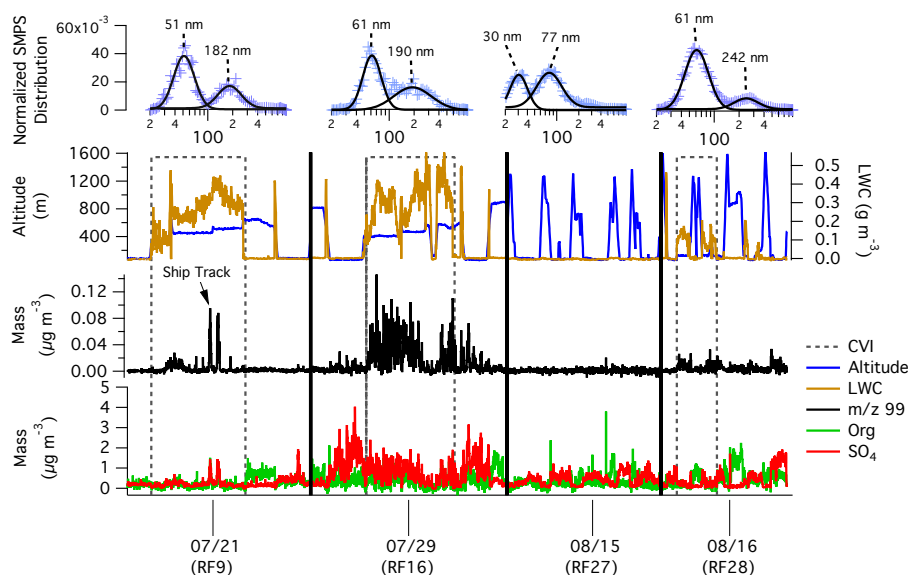 51 nm 182 nm 61 nm 190 nm 30 nm 77 nm 61 nm 242 nm
Normalized SMPS
Distribution
60x10⁻³
40
20
0
2 4 100 2 4
2 4 100 2 4
2 4 6 100 2 4
2 4 100 2 4
Altitude
(m)
1600
1200
800
400
LWC (g m⁻³)
0.5
0.4
0.3
0.2
0.1
0.0
Ship Track
Mass
(µg m⁻³)
0.12
0.08
0.04
0.00
Mass
(µg m⁻³)
5
4
3
2
1
0
CVI
Altitude
LWC
m/z 99
Org
SO₄
07/21 07/29 08/15 08/16
(RF9) (RF16) (RF27) (RF28)